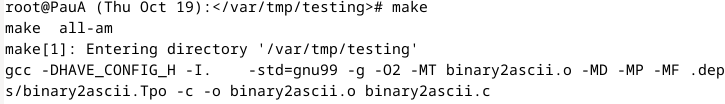 root@PauA (Thu Oct 19):</var/tmp/testing># make
make  all-am
make[1]: Entering directory '/var/tmp/testing'
gcc -DHAVE_CONFIG_H -I.    -std=gnu99 -g -O2 -MT binary2ascii.o -MD -MP -MF .dep
s/binary2ascii.Tpo -c -o binary2ascii.o binary2ascii.c